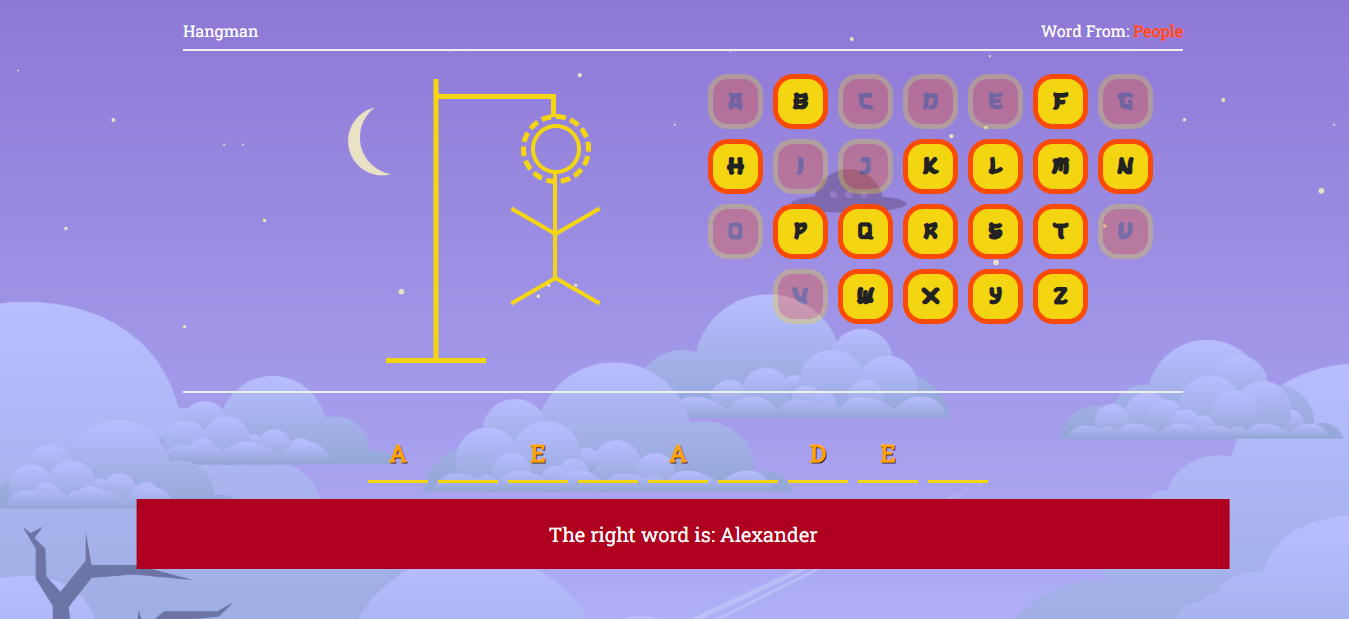 Hangman
Word From: People
A B C D E F G
H I J K L M N
O P Q R S T U
V W X Y Z
A E A D E
The right word is: Alexander